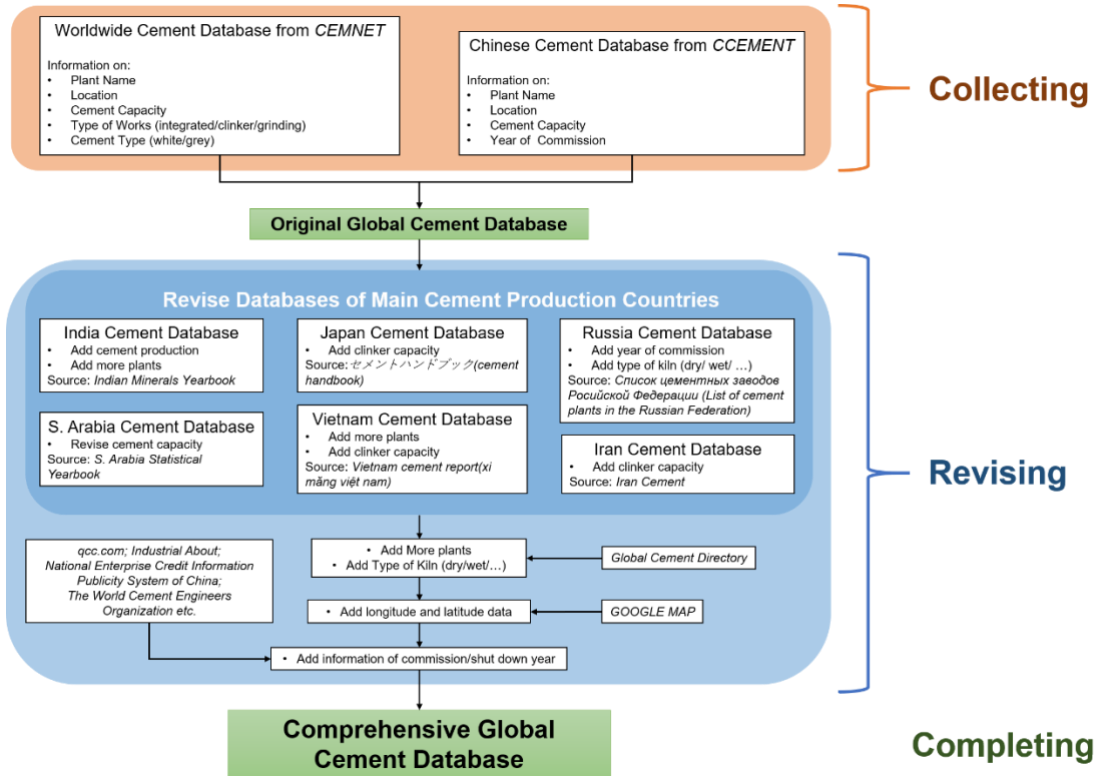 Worldwide Cement Database from CEMNET
Information on:
• Plant Name
• Location
• Cement Capacity
• Type of Works (integrated/clinker/grinding)
• Cement Type (white/grey)
Chinese Cement Database from CCEMENT
Information on:
• Plant Name
• Location
• Cement Capacity
• Year of Commission
Collecting
Original Global Cement Database
Revise Databases of Main Cement Production Countries
India Cement Database
• Add cement production
• Add more plants
Source: Indian Minerals Yearbook
Japan Cement Database
• Add clinker capacity
Source: セメントハンドブック(cement
handbook)
Russia Cement Database
• Add year of commission
• Add type of kiln (dry/ wet/ …)
Source: Список цементных заводов
Росийской Федерации (List of cement
plants in the Russian Federation)
S. Arabia Cement Database
• Revise cement capacity
Source: S. Arabia Statistical
Yearbook
Vietnam Cement Database
• Add more plants
• Add clinker capacity
Source: Vietnam cement report(xi
măng việt nam)
Iran Cement Database
• Add clinker capacity
Source: Iran Cement
Revising
qcc.com; Industrial About;
National Enterprise Credit Information
Publicity System of China;
The World Cement Engineers
Organization etc.
• Add More plants
• Add Type of Kiln (dry/wet/…)
Global Cement Directory
• Add longitude and latitude data
GOOGLE MAP
• Add information of commission/shut down year
Comprehensive Global
Cement Database
Completing